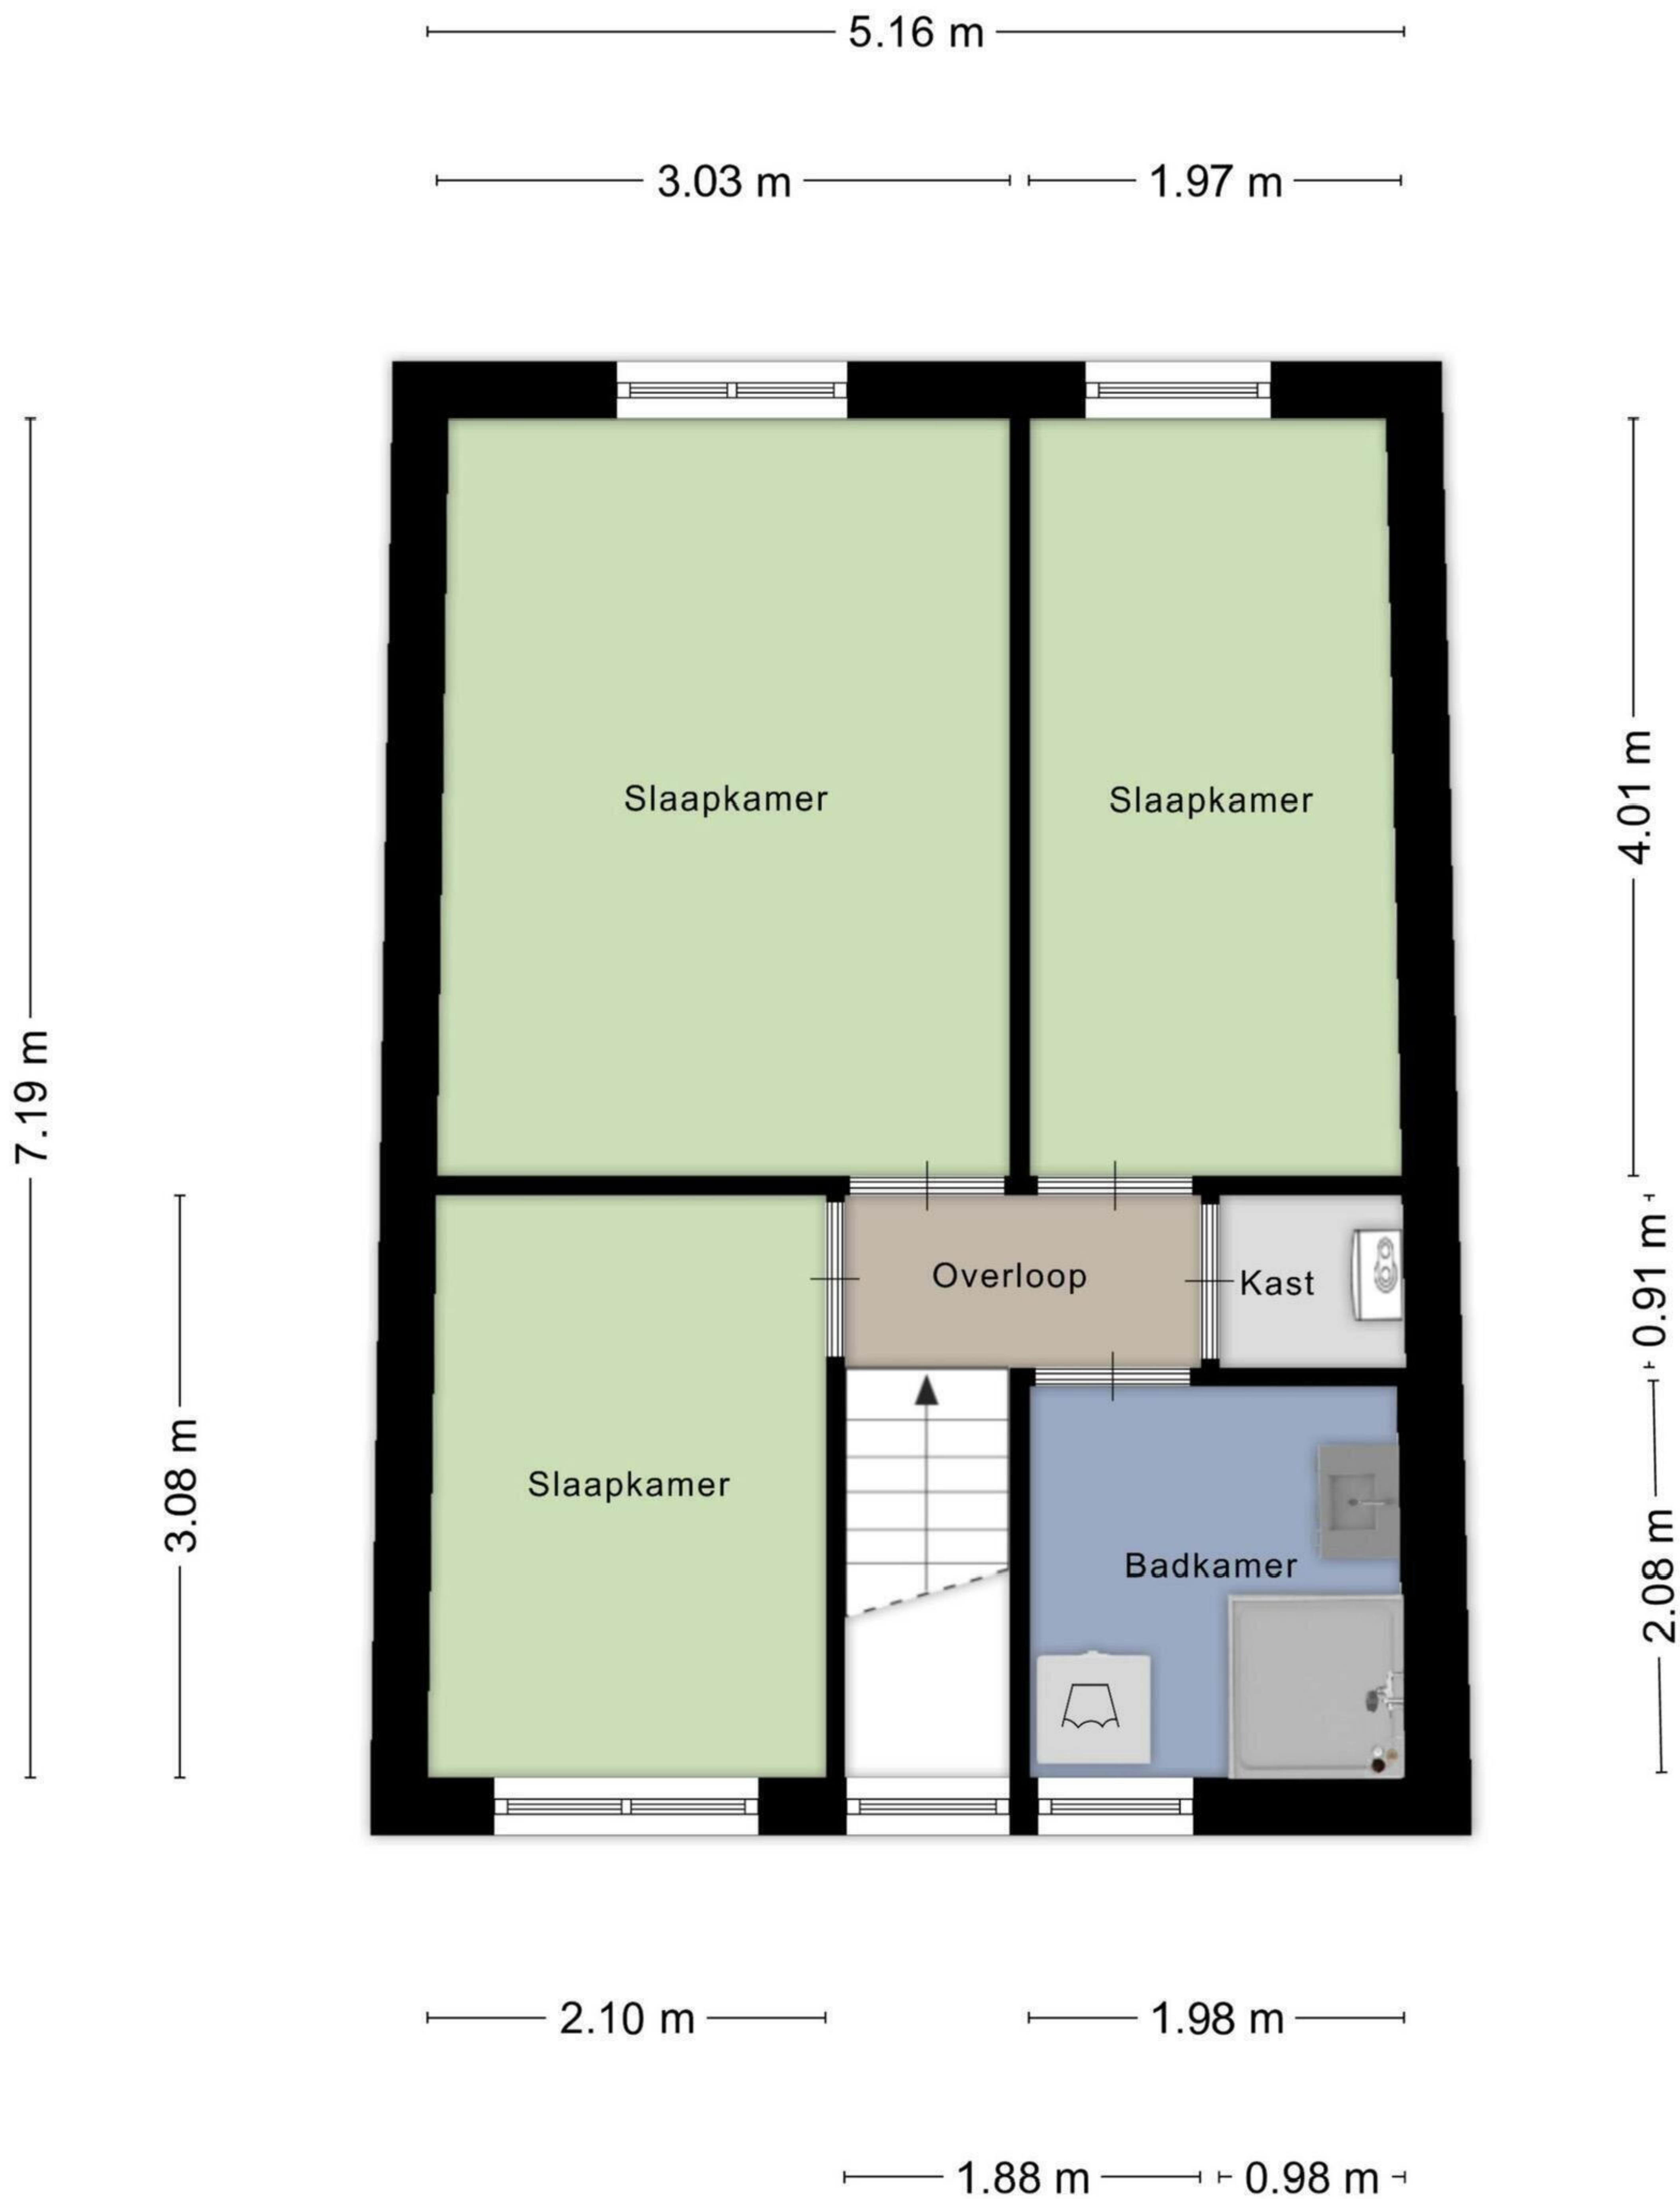 5.16 m
3.03 m
1.97 m
Slaapkamer
Slaapkamer
4.01 m
7.19 m
3.08 m
Overloop
Kast
0.91 m
Slaapkamer
Badkamer
2.08 m
2.10 m
1.98 m
1.88 m
0.98 m